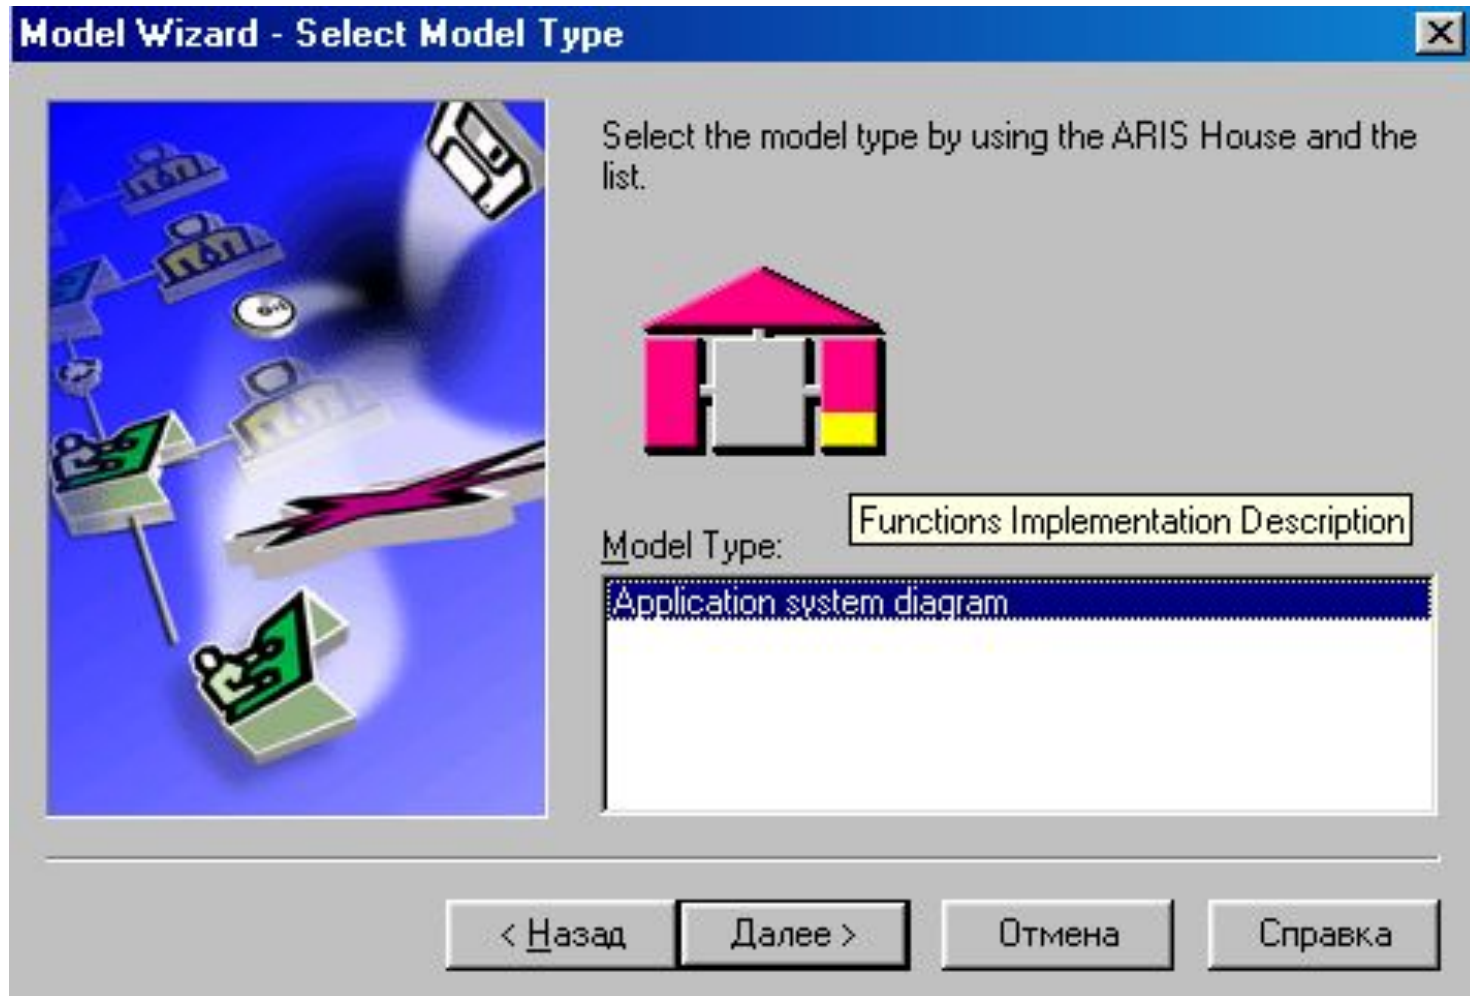 Model Wizard - Select Model Type
Select the model type by using the ARIS House and the
list.
Functions Implementation Description
Model Type:
Application system diagram
< Назад
Далее >
Отмена
Справка